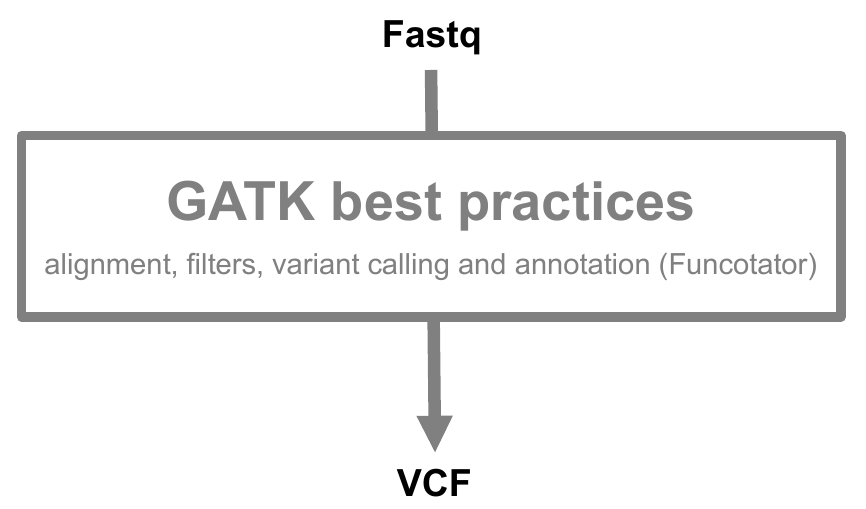 Fastq
GATK best practices
alignment, filters, variant calling and annotation (Funcotator)
VCF